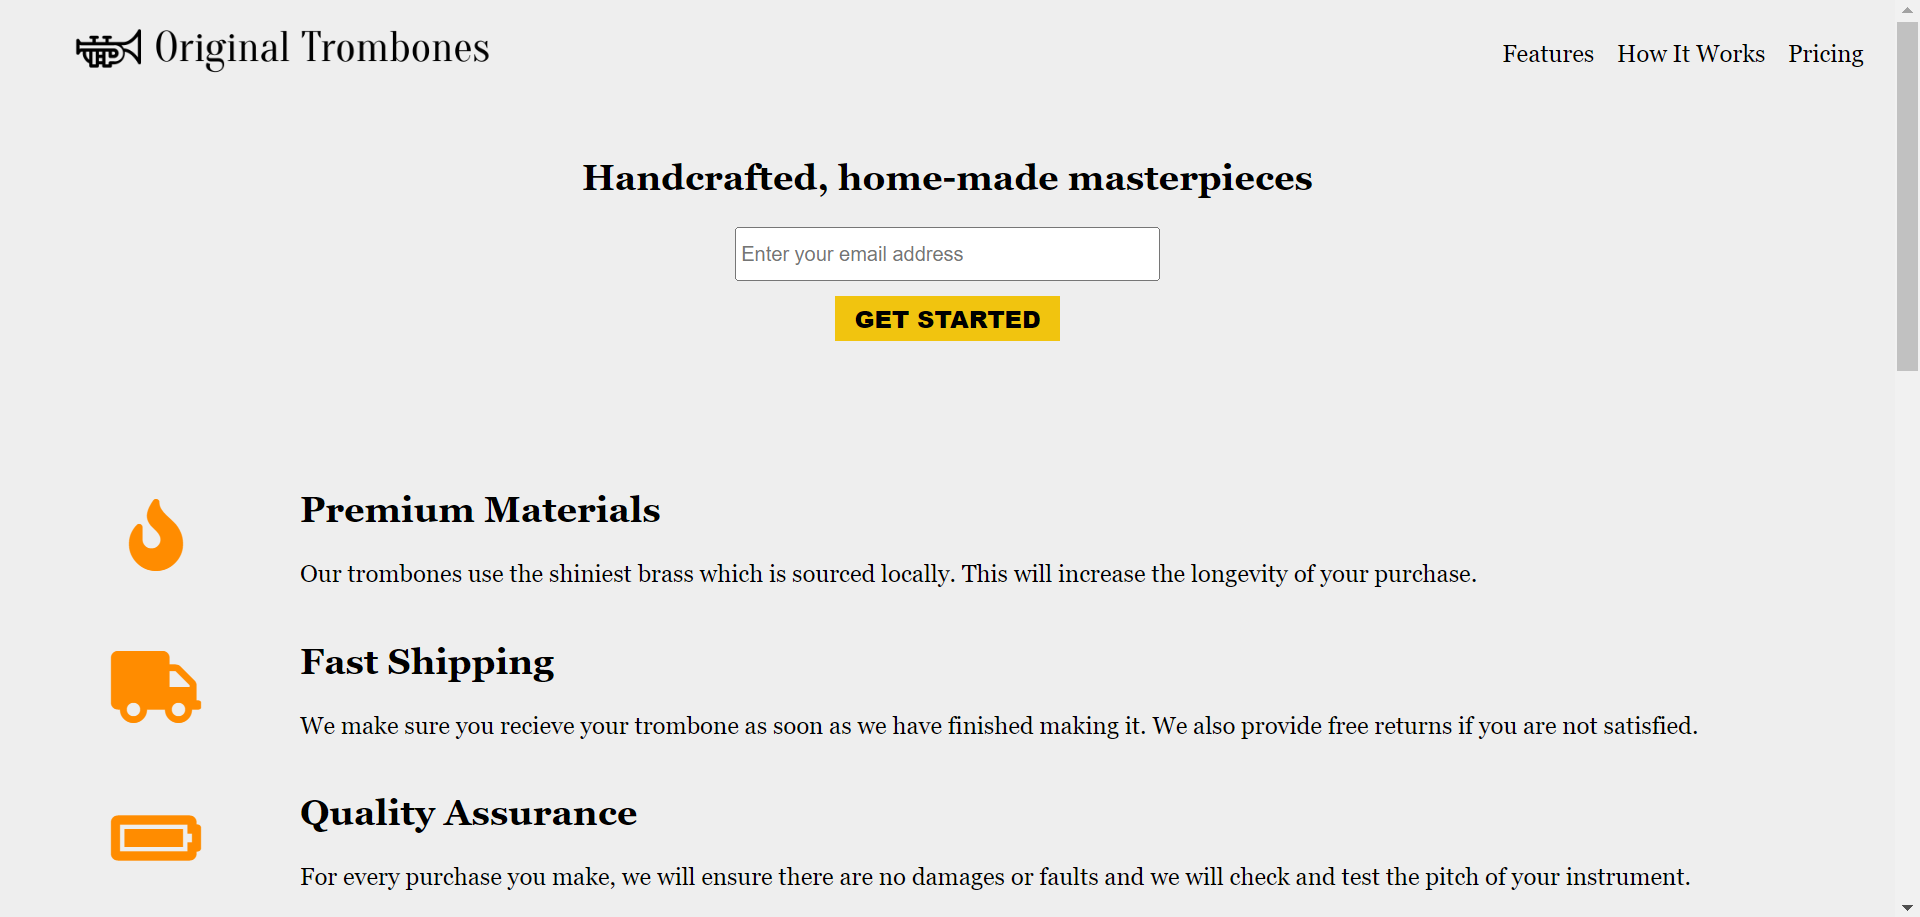 Original Trombones
Features How It Works Pricing
Handcrafted, home-made masterpieces
Enter your email address
GET STARTED
Premium Materials
Our trombones use the shiniest brass which is sourced locally. This will increase the longevity of your purchase.
Fast Shipping
We make sure you recieve your trombone as soon as we have finished making it. We also provide free returns if you are not satisfied.
Quality Assurance
For every purchase you make, we will ensure there are no damages or faults and we will check and test the pitch of your instrument.